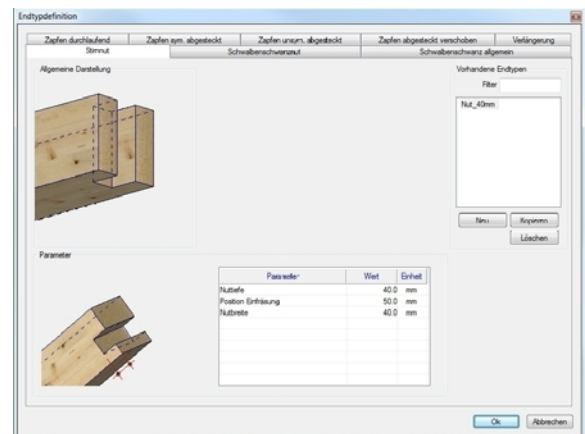 Endtypdefinition
Zapfen durchlaufend Zapfen sym. abgesteckt Zapfen unsym. abgesteckt Zapfen abgesteckt verschoben Verlängerung
Stirnnut Schwalbenschwanznut Schwalbenschwanz allgemein
Allgemeine Darstellung
Vorhandene Endtypen
Filter
Nut_40mm
Neu Kopieren
Löschen
Parameter
Parameter Wert Einheit
Nuttiefe 40.0 mm
Position Einfräsung 50.0 mm
Nutbreite 40.0 mm
Ok Abbrechen